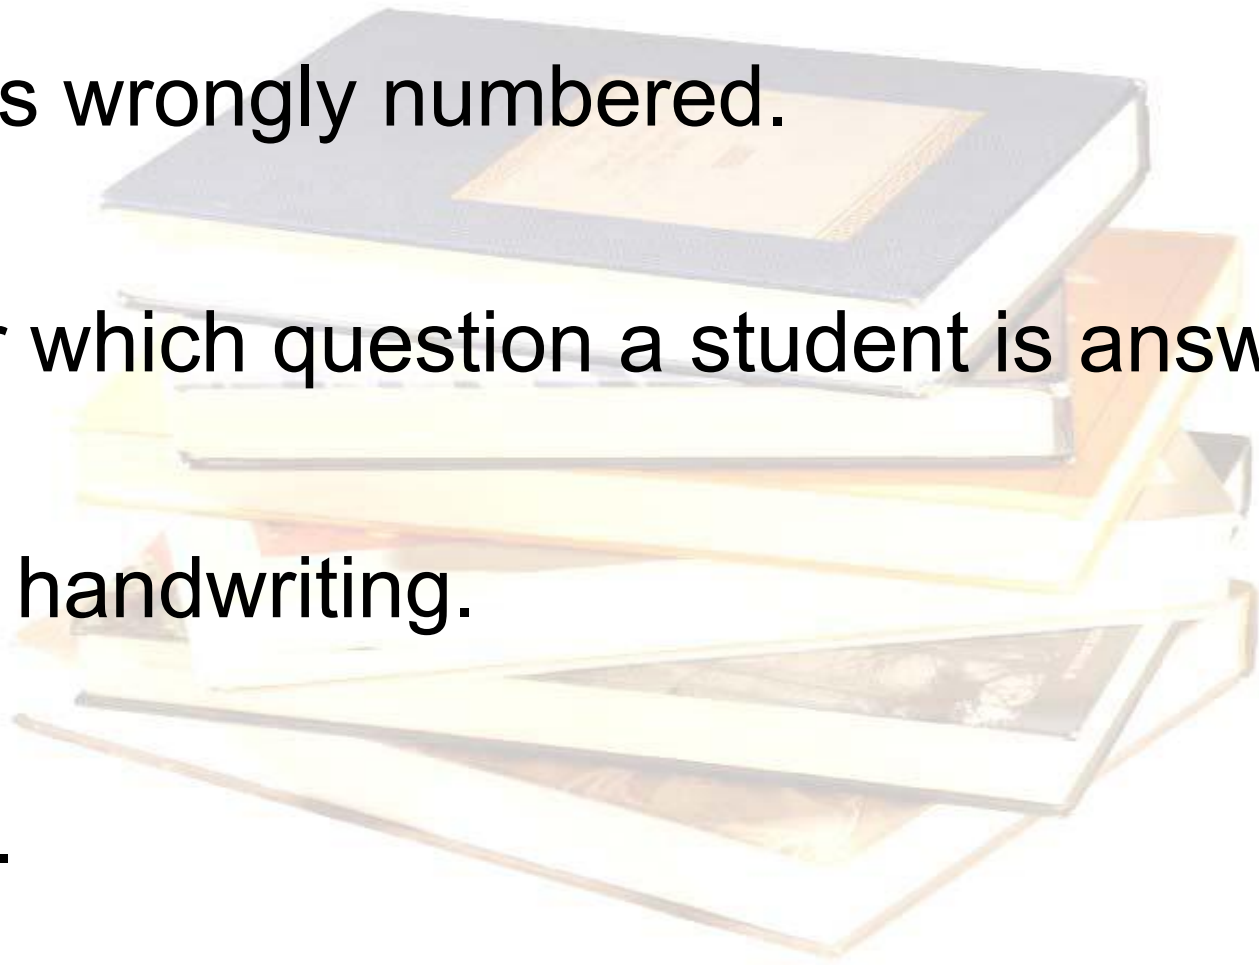 s wrongly numbered.
which question a student is answ
handwriting.
.